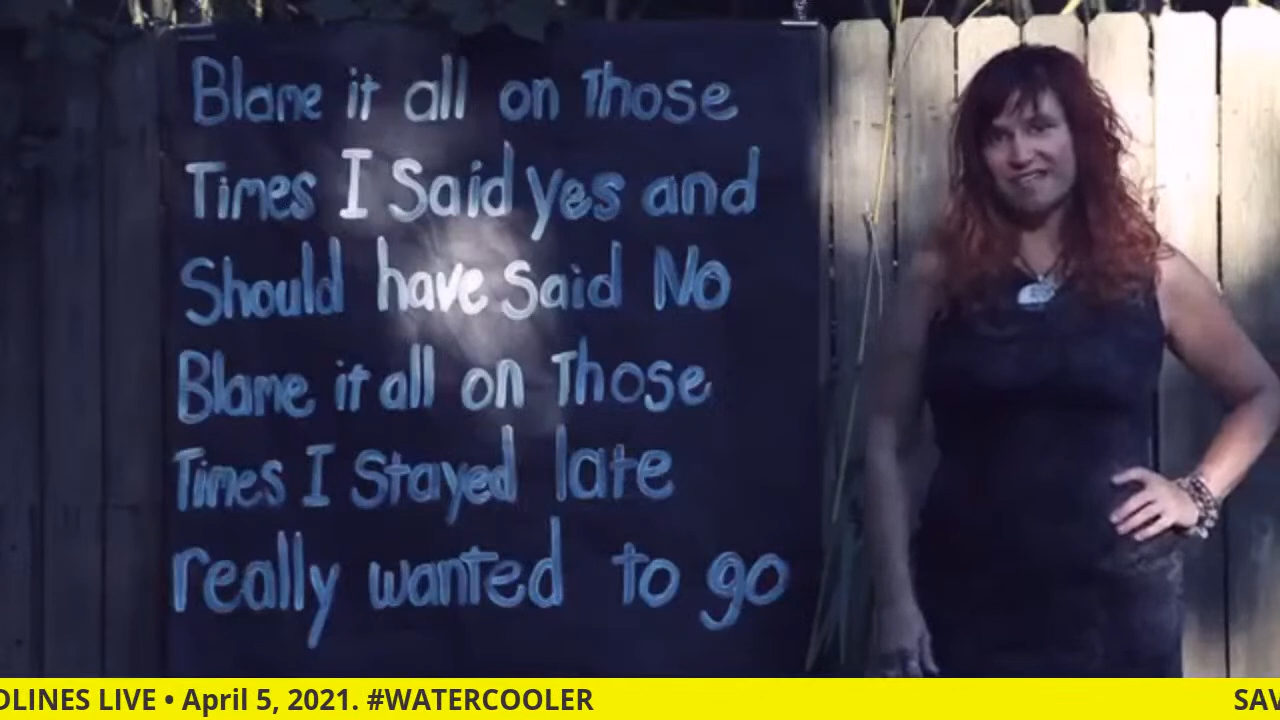 Blame it all on Those
Times I Said yes and
Should have Said No
Blame it all on Those
Times I Stayed late
really wanted to go
DLINES LIVE • April 5, 2021. #WATERCOOLER
SAV